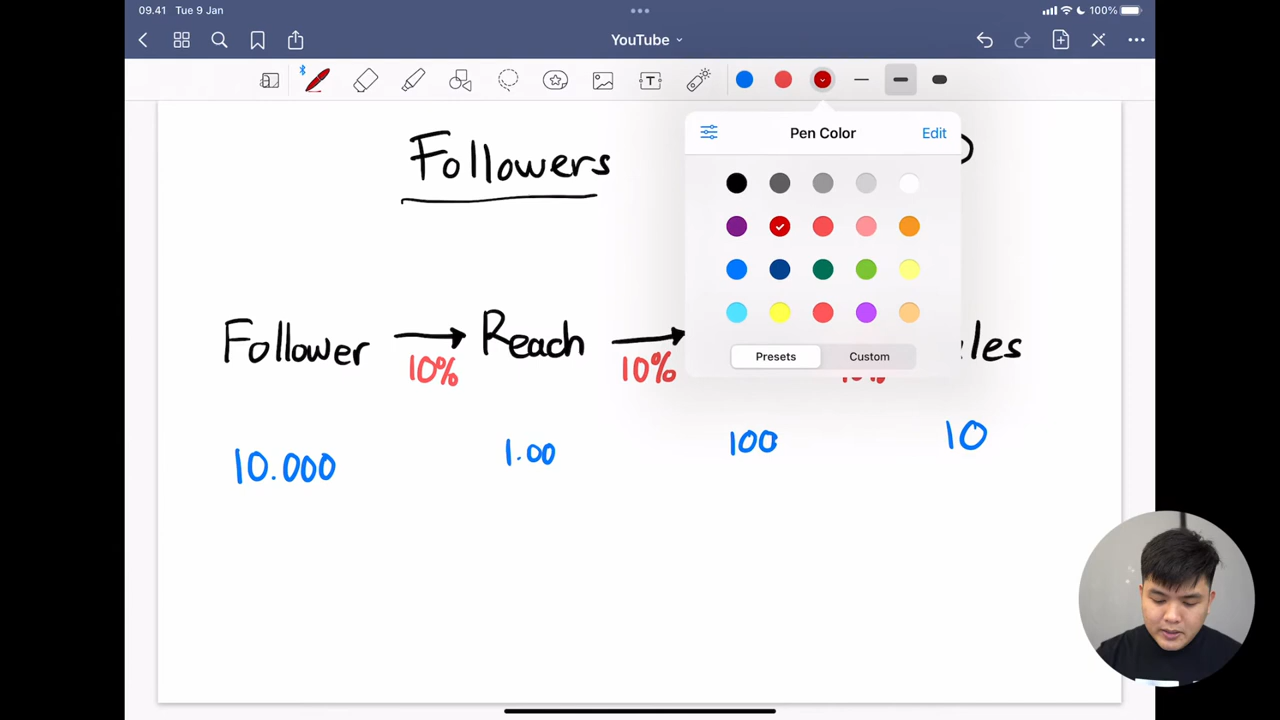 09.41 Tue 9 Jan
100%
YouTube
T
Pen Color
Edit
Followers
Follower
Reach
10%
10%
Presets
Custom
10.000
1.00
100
10